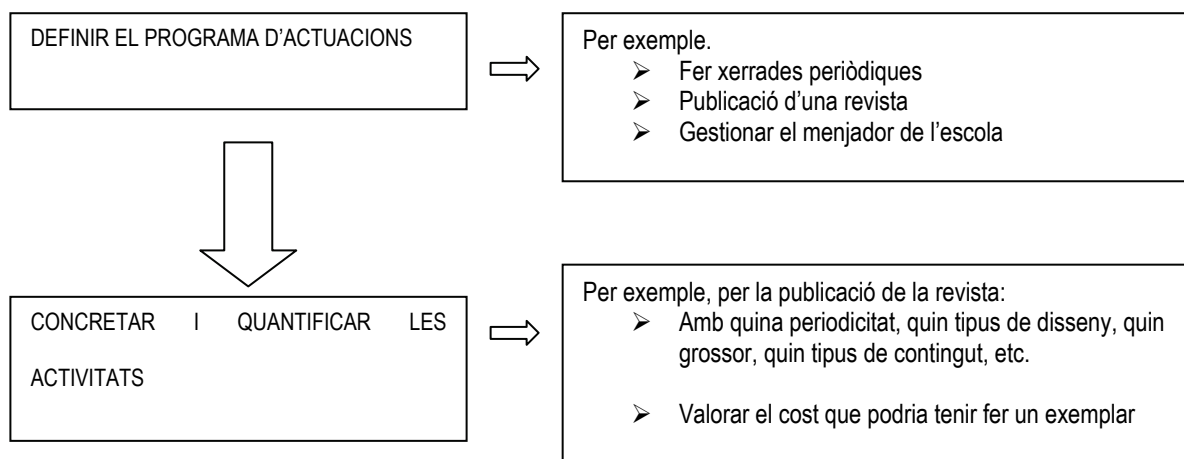 DEFINIR EL PROGRAMA D'ACTUACIONS
Per exemple.
➢ Fer xerrades periòdiques
➢ Publicació d'una revista
➢ Gestionar el menjador de l'escola
CONCRETAR I QUANTIFICAR LES
ACTIVITATS
Per exemple, per la publicació de la revista:
➢ Amb quina periodicitat, quin tipus de disseny, quin
grossor, quin tipus de contingut, etc.
➢ Valorar el cost que podria tenir fer un exemplar